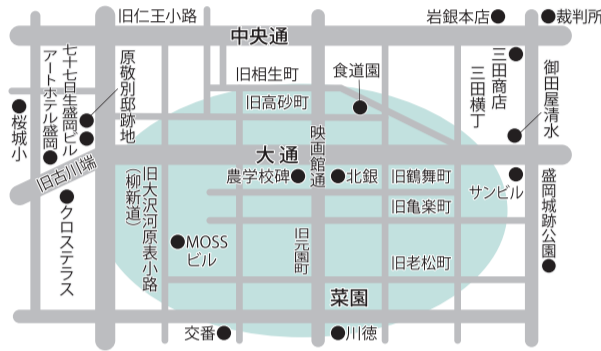 旧仁王小路
岩銀本店
裁判所
中央通
七十七日生盛岡ビル
アートホテル盛岡
原敬別邸跡地
旧相生町
食道園
三田商店
三田横丁
御田屋清水
旧高砂町
桜城小
映画館通
大通
旧古川端
農学校碑
北銀
旧鶴舞町
サンビル
盛岡城跡公園
旧大沢河原表小路
（柳新道）
旧亀楽町
クロステラス
MOSS
ビル
旧元園町
旧老松町
菜園
交番
川徳